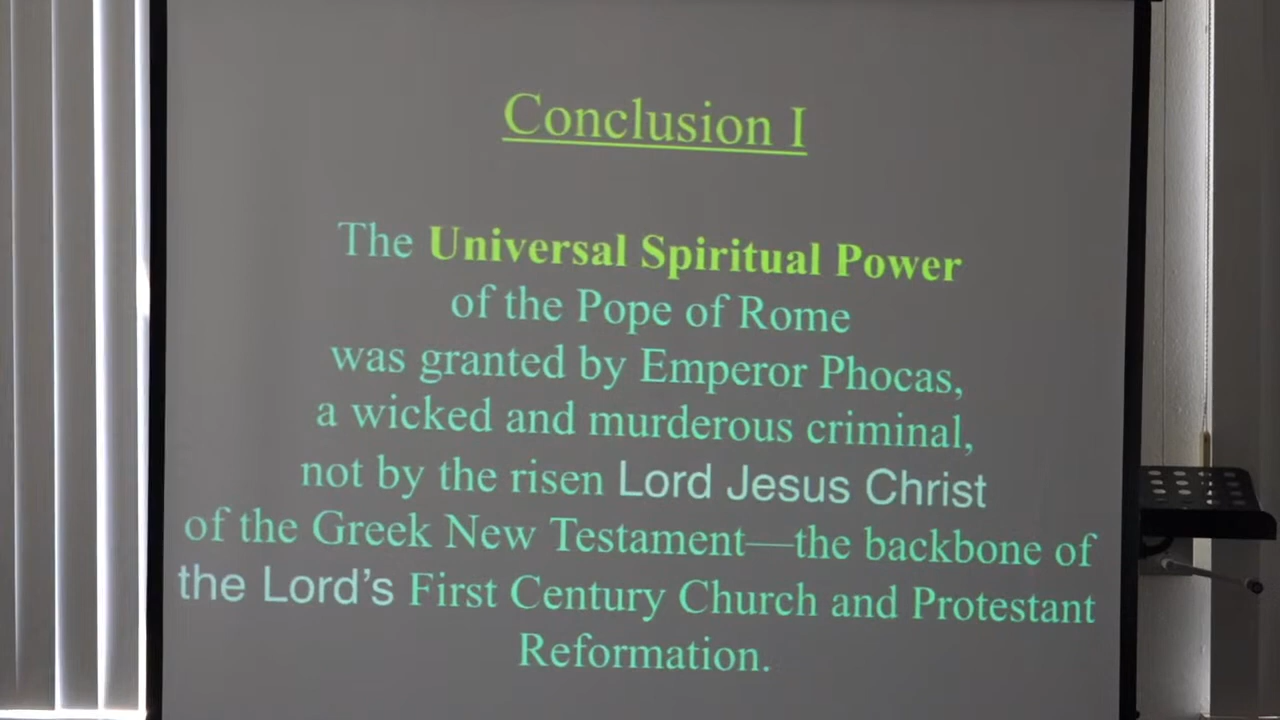 Conclusion I
The Universal Spiritual Power
of the Pope of Rome
was granted by Emperor Phocas,
a wicked and murderous criminal,
not by the risen Lord Jesus Christ
of the Greek New Testament—the backbone of
the Lord’s First Century Church and Protestant
Reformation.